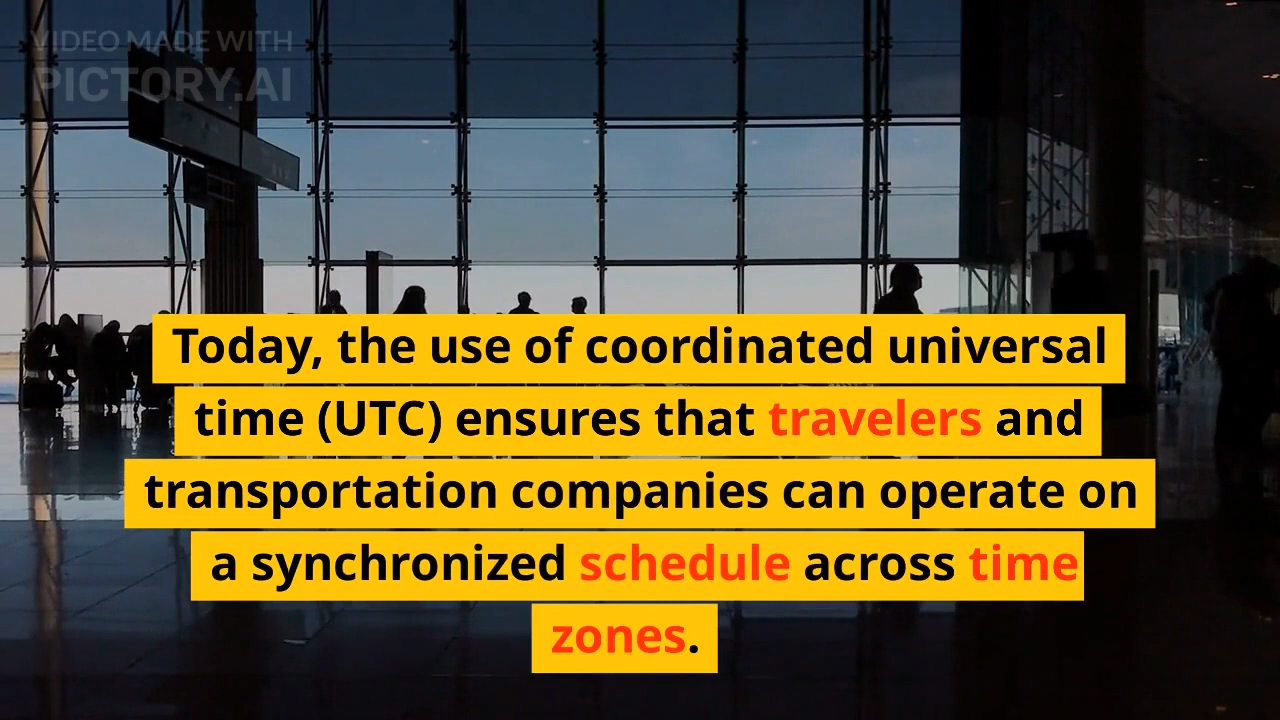 VIDEO MADE WITH
PICTORY.AI
Today, the use of coordinated universal
time (UTC) ensures that travelers and
transportation companies can operate on
a synchronized schedule across time
zones.